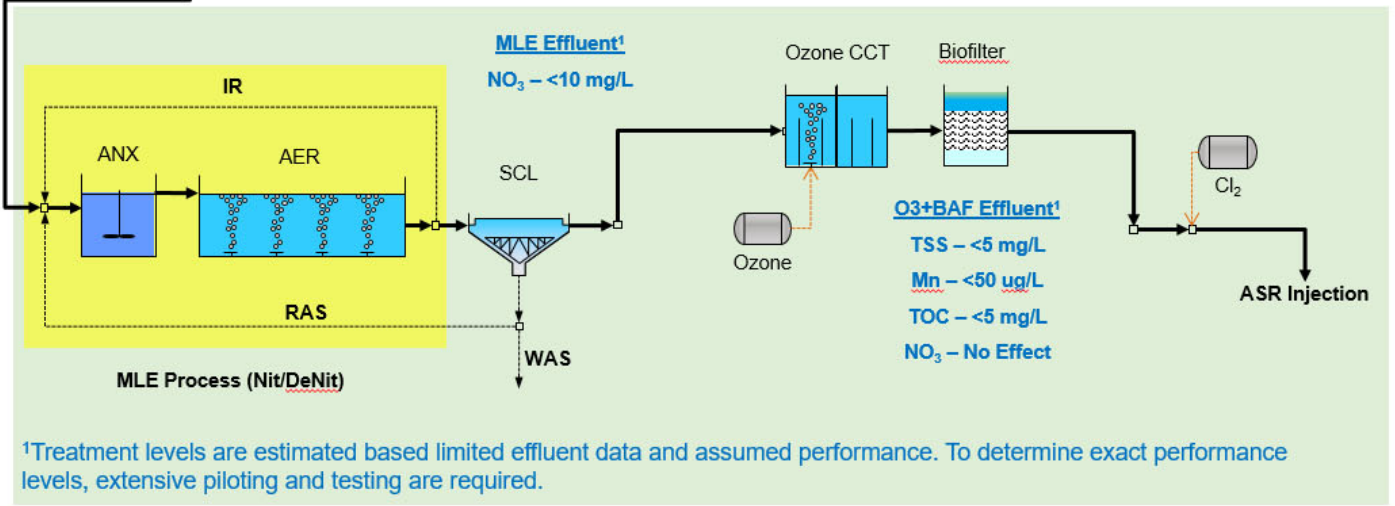 MLE Effluent¹
NO₃ – <10 mg/L
Ozone CCT
Biofilter
IR
ANX
AER
SCL
Cl₂
Ozone
O3+BAF Effluent¹
TSS – <5 mg/L
Mn – <50 ug/L
TOC – <5 mg/L
NO₃ – No Effect
ASR Injection
RAS
WAS
MLE Process (Nit/DeNit)
¹Treatment levels are estimated based limited effluent data and assumed performance. To determine exact performance
levels, extensive piloting and testing are required.